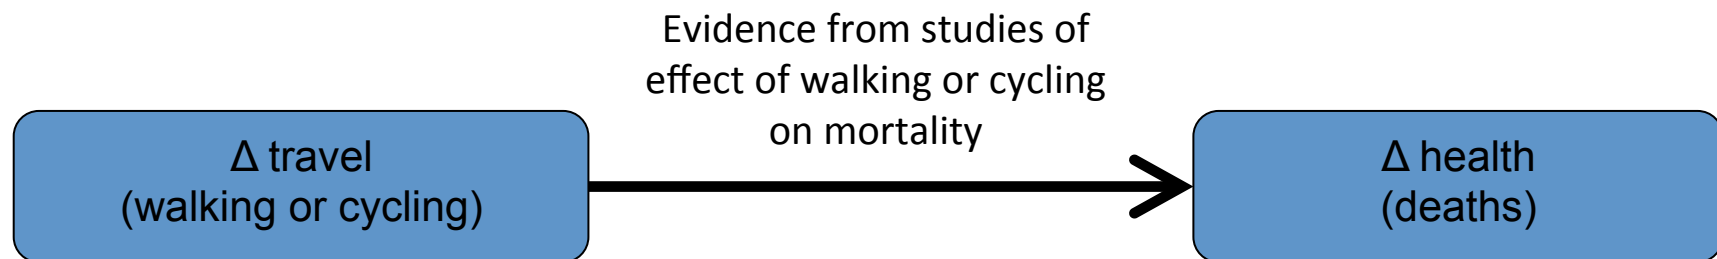 Evidence from studies of
effect of walking or cycling
on mortality
Δ travel
(walking or cycling)
Δ health
(deaths)